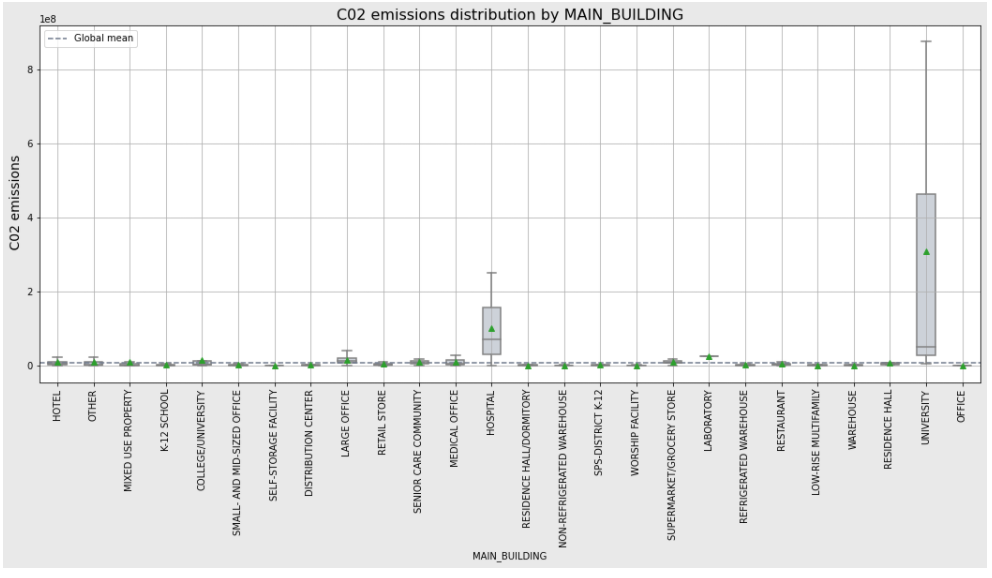 C02 emissions distribution by MAIN_BUILDING
1e8
Global mean
8
6
4
2
0
C02 emissions
HOTEL
OTHER
MIXED USE PROPERTY
K-12 SCHOOL
COLLEGE/UNIVERSITY
SMALL- AND MID-SIZED OFFICE
SELF-STORAGE FACILITY
DISTRIBUTION CENTER
LARGE OFFICE
RETAIL STORE
SENIOR CARE COMMUNITY
MEDICAL OFFICE
HOSPITAL
RESIDENCE HALL/DORMITORY
NON-REFRIGERATED WAREHOUSE
SPS-DISTRICT K-12
WORSHIP FACILITY
SUPERMARKET/GROCERY STORE
LABORATORY
REFRIGERATED WAREHOUSE
RESTAURANT
LOW-RISE MULTIFAMILY
WAREHOUSE
RESIDENCE HALL
UNIVERSITY
OFFICE
MAIN_BUILDING